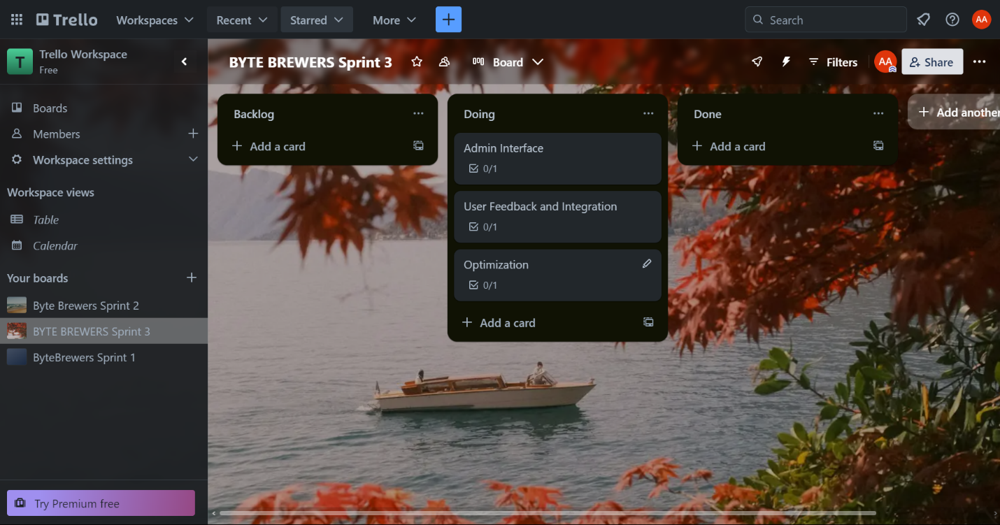 Trello Workspaces Recent Starred More Search AA
T Trello Workspace
Free
Boards
Members
Workspace settings
Workspace views
Table
Calendar
Your boards
Byte Brewers Sprint 2
BYTE BREWERS Sprint 3
ByteBrewers Sprint 1
Try Premium free
BYTE BREWERS Sprint 3 Board Filters AA Share
Backlog
Add a card
Doing
Admin Interface
0/1
User Feedback and Integration
0/1
Optimization
0/1
Add a card
Done
Add a card
Add another